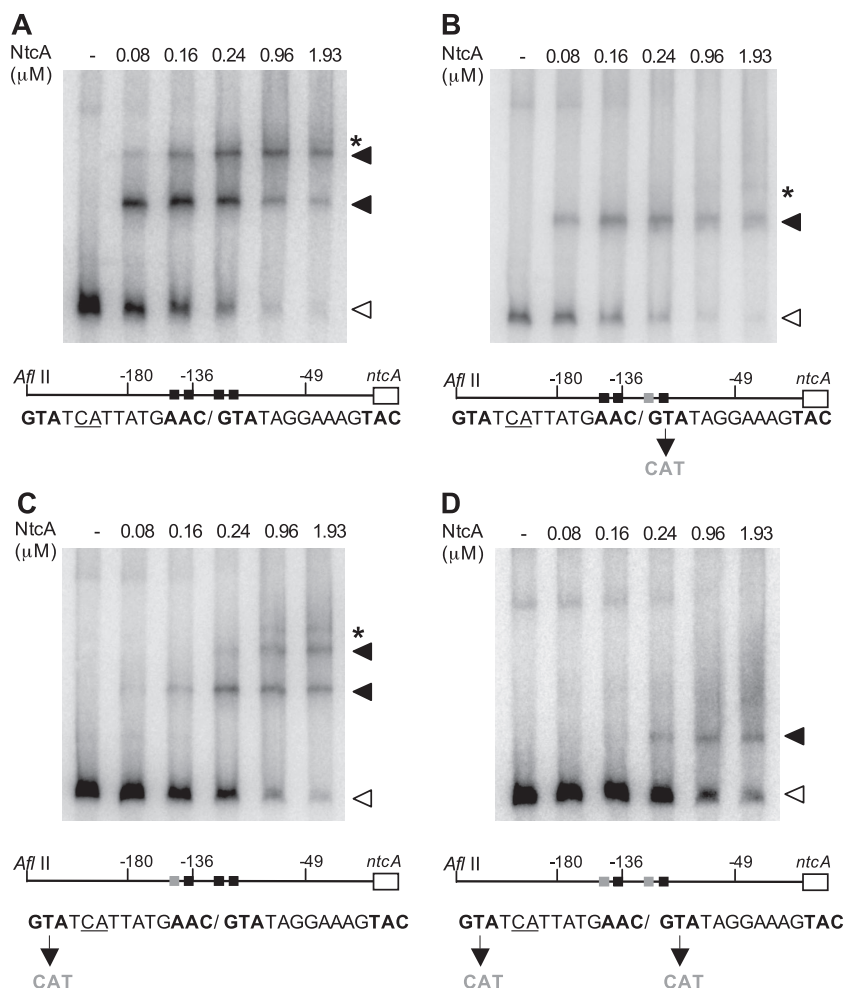 A
NtcA - 0.08 0.16 0.24 0.96 1.93
(μM)
*
Afl II -180 -136 -49 ntcA
GTATCATTATGAAC/GTATAGGAAAGTAC
B
NtcA - 0.08 0.16 0.24 0.96 1.93
(μM)
*
Afl II -180 -136 -49 ntcA
GTATCATTATGAAC/GTATAGGAAAGTAC
CAT
C
NtcA - 0.08 0.16 0.24 0.96 1.93
(μM)
*
Afl II -180 -136 -49 ntcA
GTATCATTATGAAC/GTATAGGAAAGTAC
CAT
D
NtcA - 0.08 0.16 0.24 0.96 1.93
(μM)
Afl II -180 -136 -49 ntcA
GTATCATTATGAAC/ GTATAGGAAAGTAC
CAT CAT